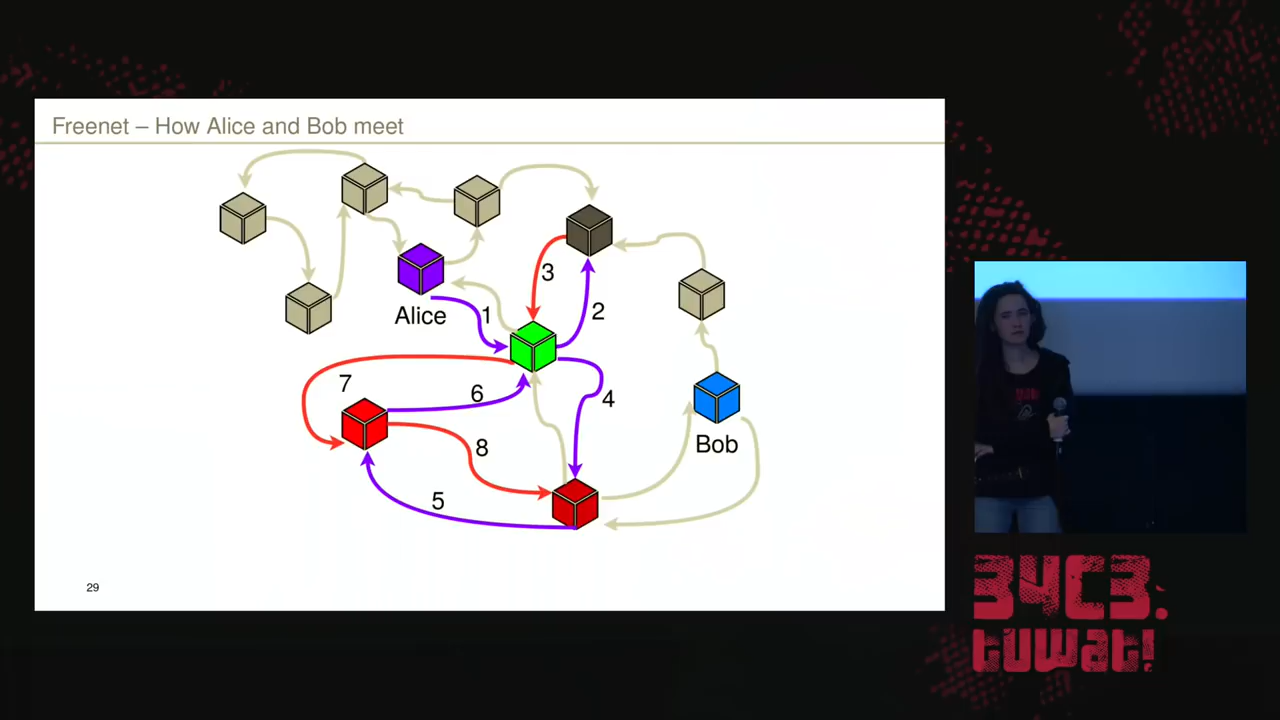 Freenet – How Alice and Bob meet
3
Alice
1
2
7
6
4
Bob
8
5
29
34C3.
tuwat!